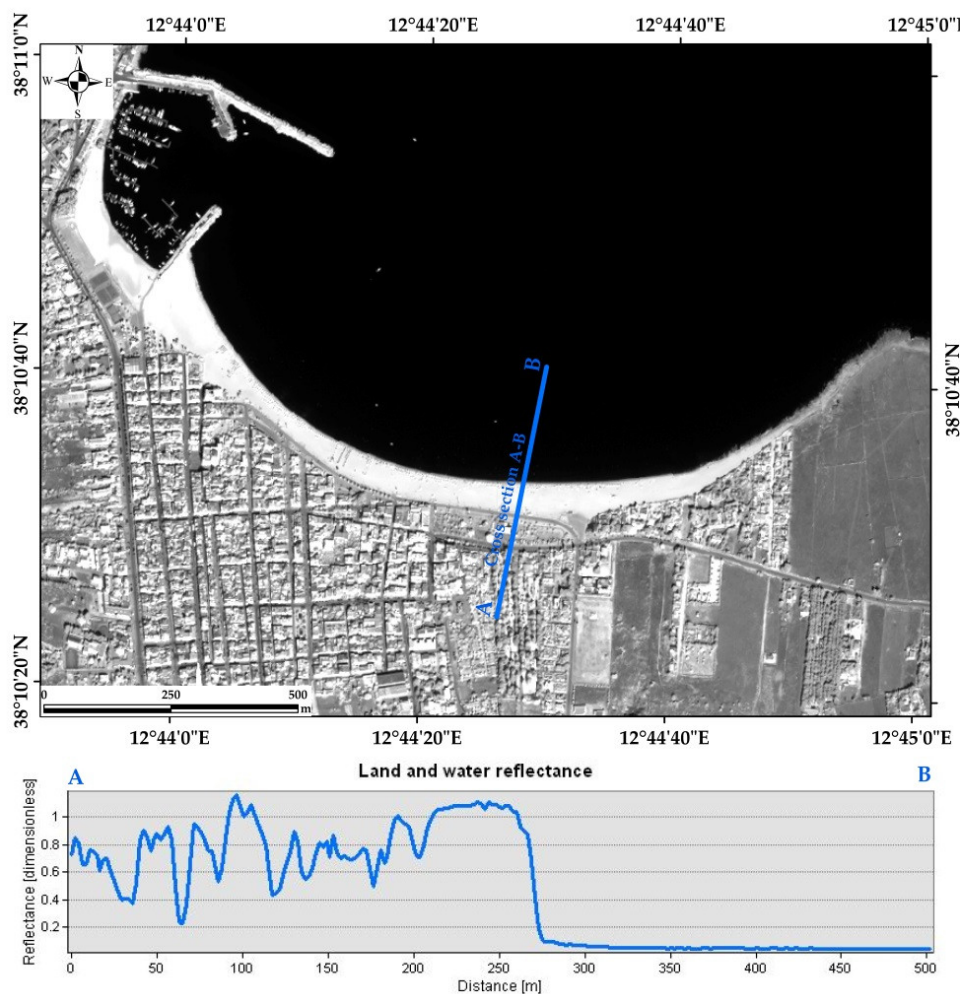 12°44'0"E 12°44'20"E 12°44'40"E 12°45'0"E
38°11'0"N
N
W E
S
38°10'40"N
38°10'40"N
B
Cross section A-B
A
38°10'20"N
0 250 500
m
12°44'0"E 12°44'20"E 12°44'40"E 12°45'0"E
A Land and water reflectance B
Reflectance [dimensionless]
1
0.8
0.6
0.4
0.2
0 50 100 150 200 250 300 350 400 450 500
Distance [m]